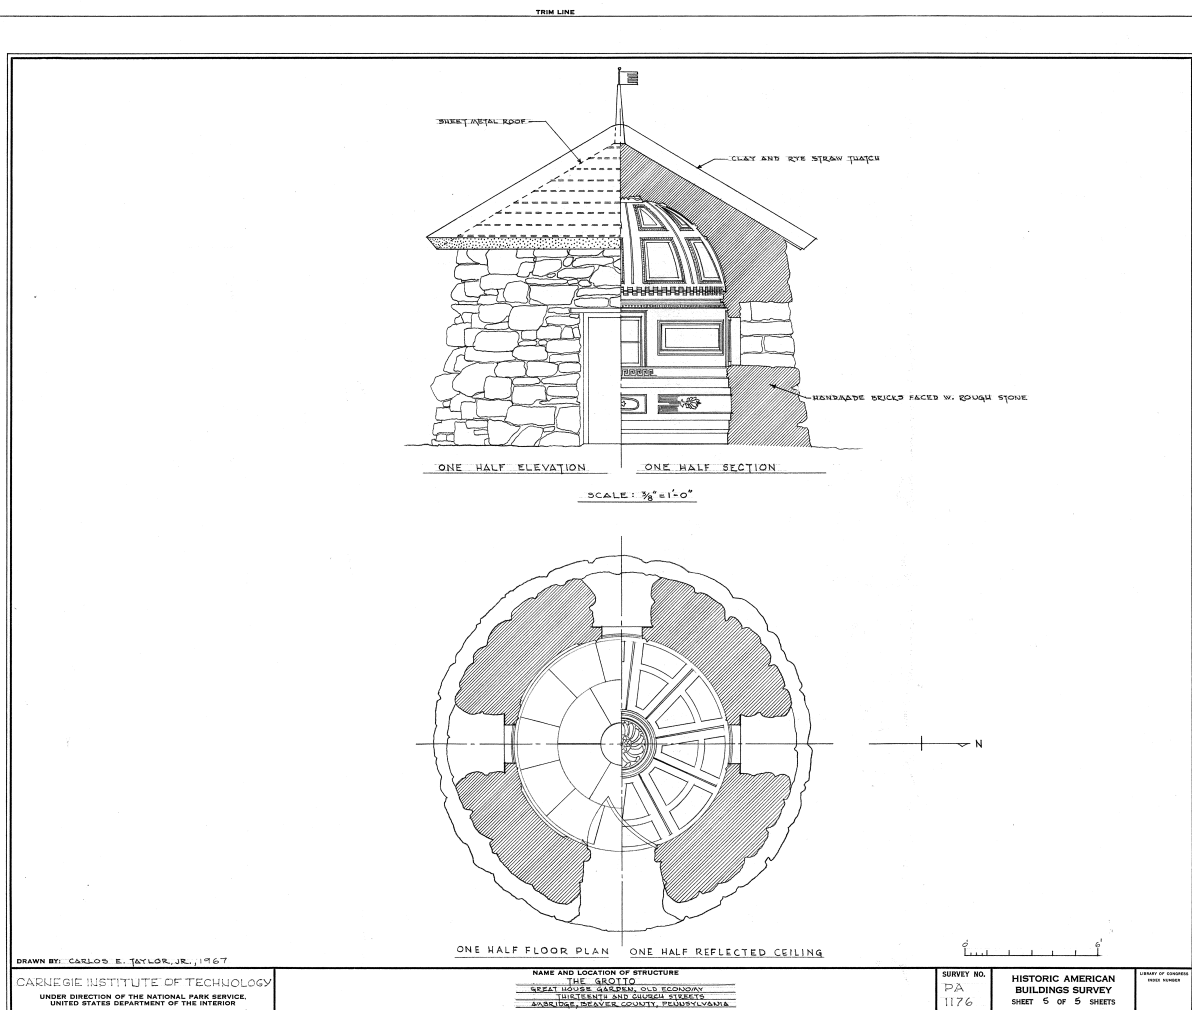 TRIM LINE
SHEET METAL ROOF
CLAY AND RYE STRAW THATCH
HANDMADE BRICKS FACED W. ROUGH STONE
ONE HALF ELEVATION
ONE HALF SECTION
SCALE: 3/8"=1'-0"
N
ONE HALF FLOOR PLAN
ONE HALF REFLECTED CEILING
0 6'
DRAWN BY: CARLOS E. TAYLOR, JR., 1967
CARNEGIE INSTITUTE OF TECHNOLOGY
UNDER DIRECTION OF THE NATIONAL PARK SERVICE,
UNITED STATES DEPARTMENT OF THE INTERIOR
NAME AND LOCATION OF STRUCTURE
THE GROTTO
GREAT HOUSE GARDEN, OLD ECONOMY
THIRTEENTH AND CHURCH STREETS
AMBRIDGE, BEAVER COUNTY, PENNSYLVANIA
SURVEY NO.
PA
1176
HISTORIC AMERICAN
BUILDINGS SURVEY
SHEET 5 OF 5 SHEETS
LIBRARY OF CONGRESS
INDEX NUMBER